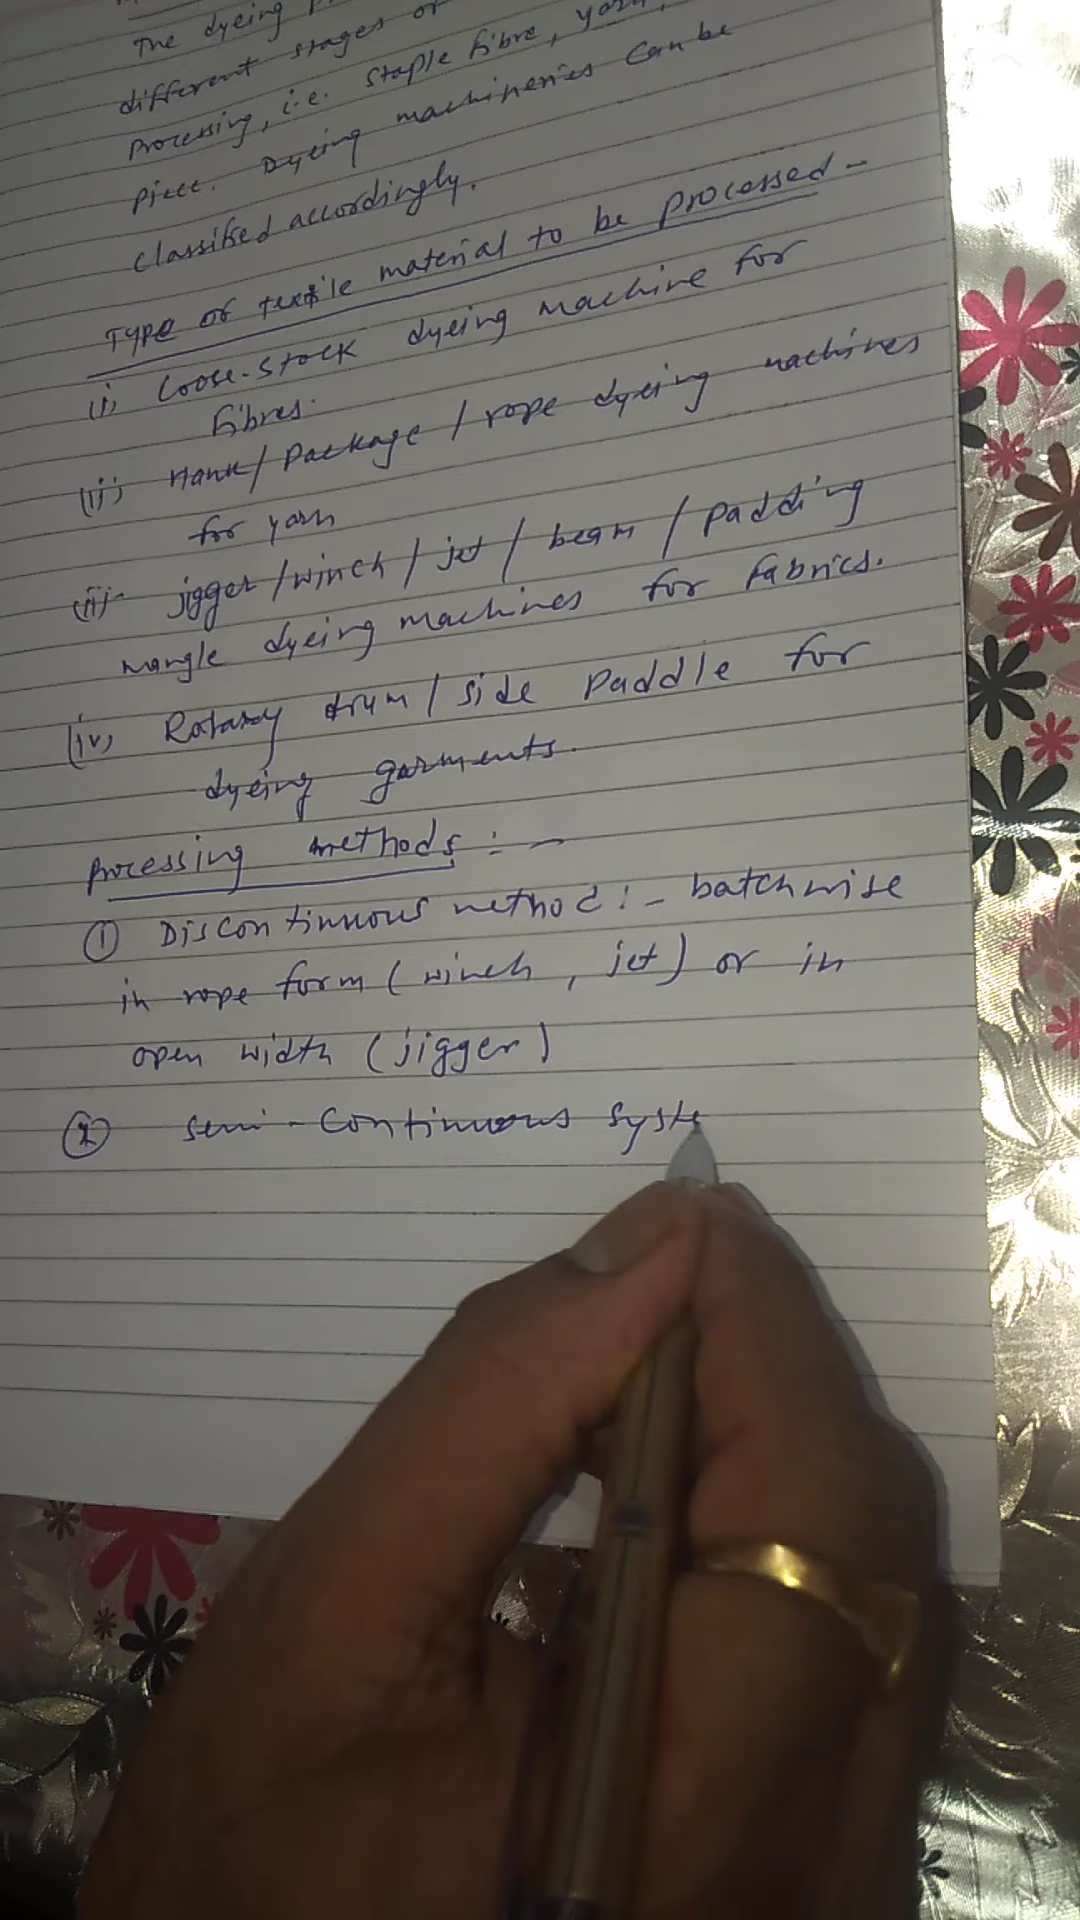 The dyeing
different stages of
Processing, i.e. Staple fibre, yarn,
piece. Dyeing machineries can be
classified accordingly.
Type of textile material to be processed -
(i) Loose-stock dyeing machine for
fibres.
(ii) Hank / Package / rope dyeing machines
for yarn
(iii) jigger / winch / jet / beam / Padding
mangle dyeing machines for fabrics.
(iv) Rotary drum / side paddle for
dyeing garments.
Processing methods :-
① Discontinuous method :- batchwise
in rope form (winch, jet) or in
open width (jigger)
② Semi-continuous syste